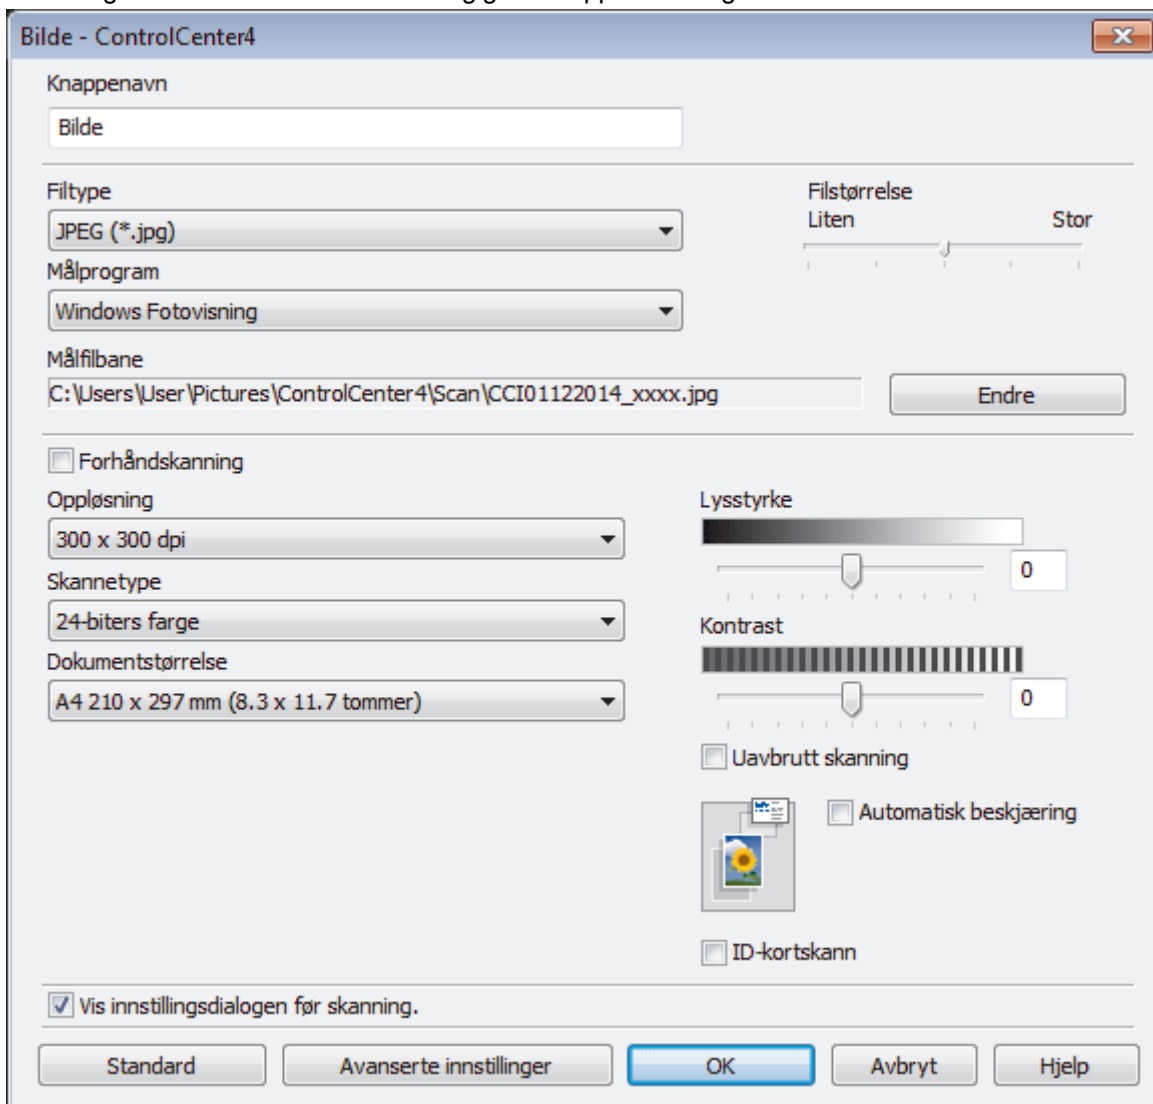 Bilde - ControlCenter4
Knappenavn
Bilde
Filtype
JPEG (*.jpg)
Filstørrelse
Liten Stor
Målprogram
Windows Fotovisning
Målfilbane
C:\Users\User\Pictures\ControlCenter4\Scan\CCI01122014_xxxx.jpg
Endre
Forhåndskanning
Oppløsning
300 x 300 dpi
Skannetype
24-biters farge
Dokumentstørrelse
A4 210 x 297 mm (8.3 x 11.7 tommer)
Lysstyrke
0
Kontrast
0
Uavbrutt skanning
Automatisk beskjæring
ID-kortskann
Vis innstillingsdialogen før skanning.
Standard
Avanserte innstillinger
OK
Avbryt
Hjelp